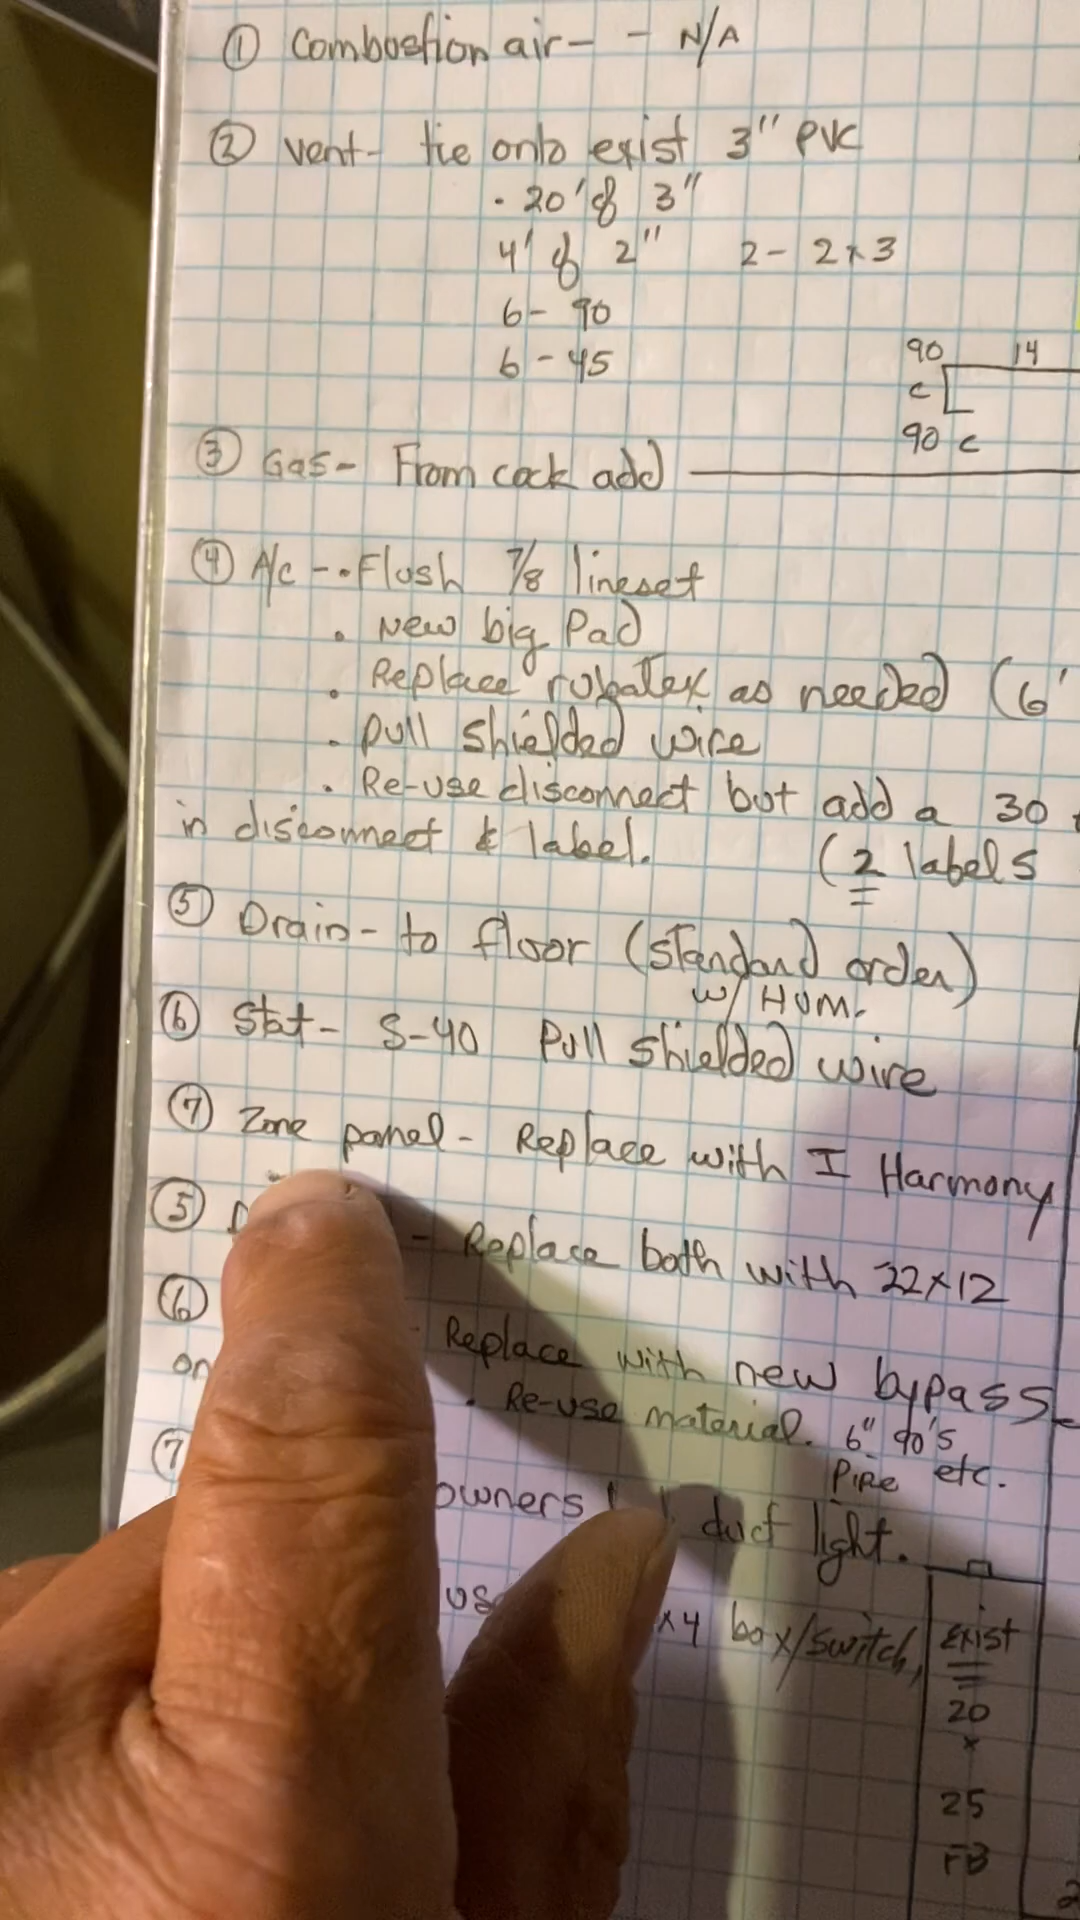 ① Combustion air - - N/A
② vent - tie onto exist 3" PVC
· 20' of 3"
4' of 2" 2 - 2x3
6 - 90
6 - 45
90 14
C
90 C
③ Gas - From cock add
④ A/c - · Flush 7/8 lineset
· New big Pad
· Replace rubatex as needed (6'
· Pull shielded wire
· Re-use disconnect but add a 30
in disconnect & label. (2 labels
⑤ Drain - to floor (standard order)
w/ HUM.
⑥ Stat - S-40 Pull shielded wire
⑦ Zone panel - Replace with I Harmony
⑤ - Replace both with 22x12
⑥ Replace with new bypass
on
· Re-use material. 6" 90's,
Pipe etc.
⑦ owners duct light.
x4 box/switch,
Exist
20
x
25
FB